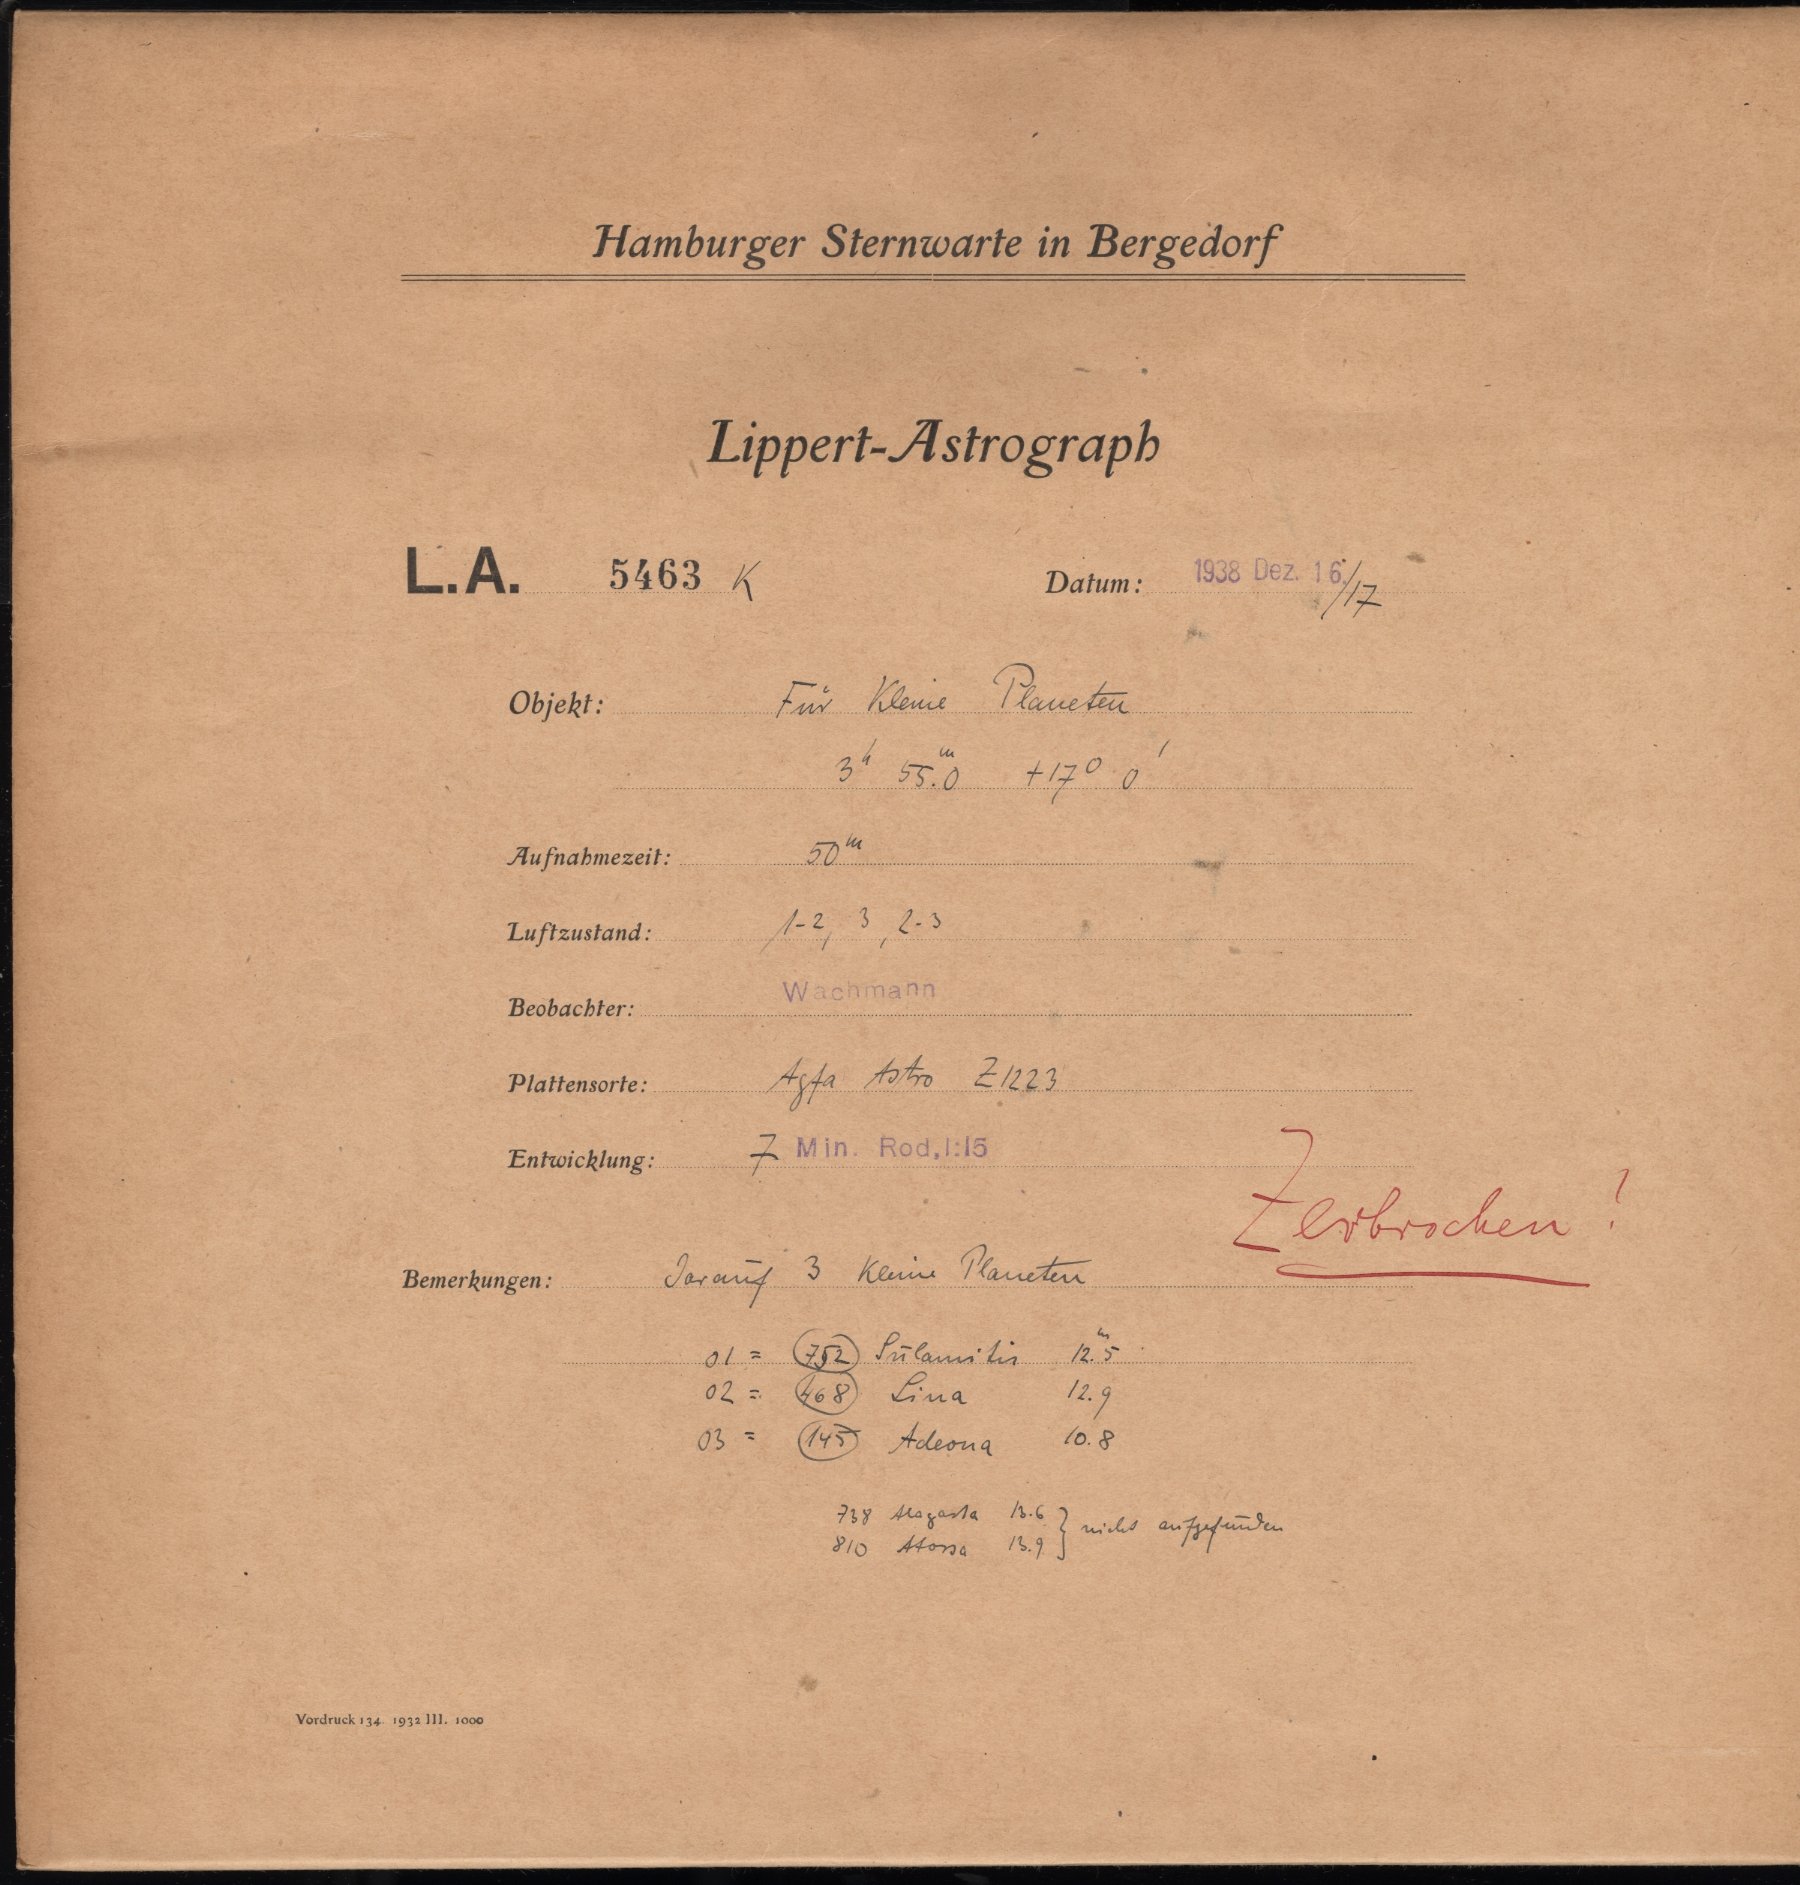 Hamburger Sternwarte in Bergedorf
Lippert-Astrograph
L.A. 5463 K Datum: 1938 Dez. 16./17
Objekt: Für Kleine Planeten
3h 55.m0 +17° 0'
Aufnahmezeit: 50m
Luftzustand: 1-2, 3, 2-3
Beobachter: Wachmann
Plattensorte: Agfa Astro Z1223
Entwicklung: 7 Min. Rod, 1:15
Zerbrochen!
Bemerkungen: Darauf 3 Kleine Planeten
01 = 752 Sulamitis 12.m5
02 = 468 Lina 12.9
03 = 145 Adeona 10.8
738 Alagasta 13.6
810 Atossa 13.9 } nicht aufgefunden
Vordruck 134 1932 III. 1000